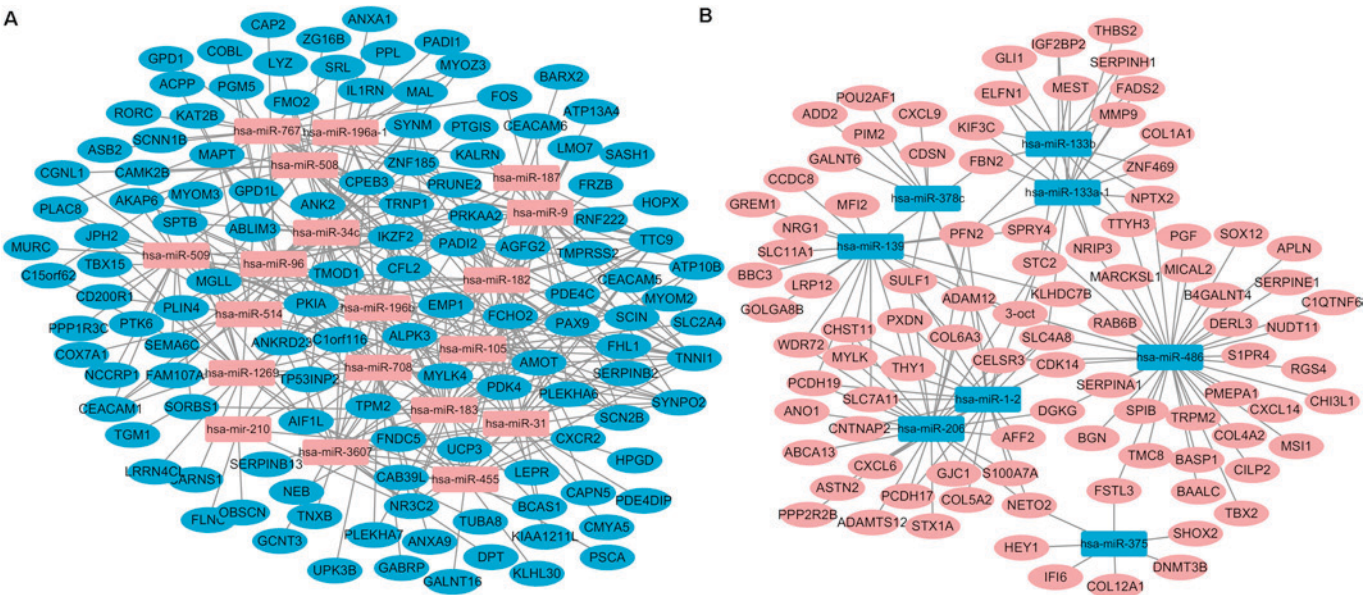 A
ANXA1
CAP2
ZG16B
COBL
PPL
PADI1
GPD1
LYZ
SRL
MYOZ3
ACPP
PGM5
IL1RN
MAL
BARX2
FMO2
FOS
RORC
KAT2B
ATP13A4
SCNN1B
hsa-miR-767
hsa-miR-196a-1
SYNM
PTGIS
CEACAM6
ASB2
MAPT
hsa-miR-508
ZNF185
KALRN
LMO7
SASH1
CGNL1
CAMK2B
CPEB3
PRUNE2
hsa-miR-187
FRZB
AKAP6
MYOM3
GPD1L
ANK2
TRNP1
HOPX
PLAC8
SPTB
PRKAA2
hsa-miR-9
RNF222
ABLIM3
hsa-miR-34c
IKZF2
PADI2
AGFG2
TTC9
JPH2
MURC
hsa-miR-509
hsa-miR-96
CFL2
TMPRSS2
TBX15
TMOD1
ATP10B
C15orf62
MGLL
hsa-miR-182
CEACAM5
CD200R1
PLIN4
PKIA
EMP1
PDE4C
MYOM2
hsa-miR-196b
hsa-miR-514
FCHO2
SCIN
PPP1R3C
PTK6
PAX9
SLC2A4
ALPK3
C1orf116
ANKRD23
SEMA6C
COX7A1
hsa-miR-105
FHL1
TNNI1
AMOT
NCCRP1
hsa-miR-708
FAM107A
hsa-miR-1269
TP53INP2
MYLK4
SERPINB2
PDK4
PLEKHA6
CEACAM1
SORBS1
TPM2
hsa-miR-183
SYNPO2
AIF1L
SCN2B
TGM1
hsa-mir-210
hsa-miR-31
FNDC5
CXCR2
UCP3
hsa-miR-3607
SERPINB13
HPGD
LRRN4CL
LEPR
CARNS1
CAB39L
hsa-miR-455
NEB
CAPN5
PDE4DIP
NR3C2
BCAS1
OBSCN
FLNC
TNXB
TUBA8
CMYA5
PLEKHA7
KIAA1211L
GCNT3
ANXA9
DPT
PSCA
UPK3B
GABRP
KLHL30
GALNT16
B
THBS2
IGF2BP2
GLI1
SERPINH1
ELFN1
MEST
FADS2
POU2AF1
MMP9
ADD2
CXCL9
PIM2
KIF3C
COL1A1
hsa-miR-133b
GALNT6
CDSN
FBN2
ZNF469
CCDC8
hsa-miR-378c
hsa-miR-133a-1
NPTX2
GREM1
MFI2
TTYH3
NRG1
SPRY4
PFN2
SOX12
hsa-miR-139
PGF
SLC11A1
NRIP3
APLN
STC2
MICAL2
BBC3
MARCKSL1
SULF1
SERPINE1
LRP12
KLHDC7B
ADAM12
B4GALNT4
C1QTNF6
GOLGA8B
3-oct
PXDN
RAB6B
DERL3
NUDT11
CHST11
COL6A3
SLC4A8
WDR72
S1PR4
MYLK
CELSR3
hsa-miR-486
THY1
CDK14
RGS4
PCDH19
SERPINA1
SLC7A11
PMEPA1
CHI3L1
hsa-miR-1-2
CXCL14
ANO1
DGKG
SPIB
TRPM2
CNTNAP2
hsa-mir-206
COL4A2
BGN
AFF2
MSI1
ABCA13
TMC8
BASP1
CXCL6
CILP2
GJC1
S100A7A
ASTN2
FSTL3
BAALC
PCDH17
COL5A2
NETO2
PPP2R2B
TBX2
ADAMTS12
STX1A
SHOX2
hsa-miR-375
HEY1
DNMT3B
IFI6
COL12A1